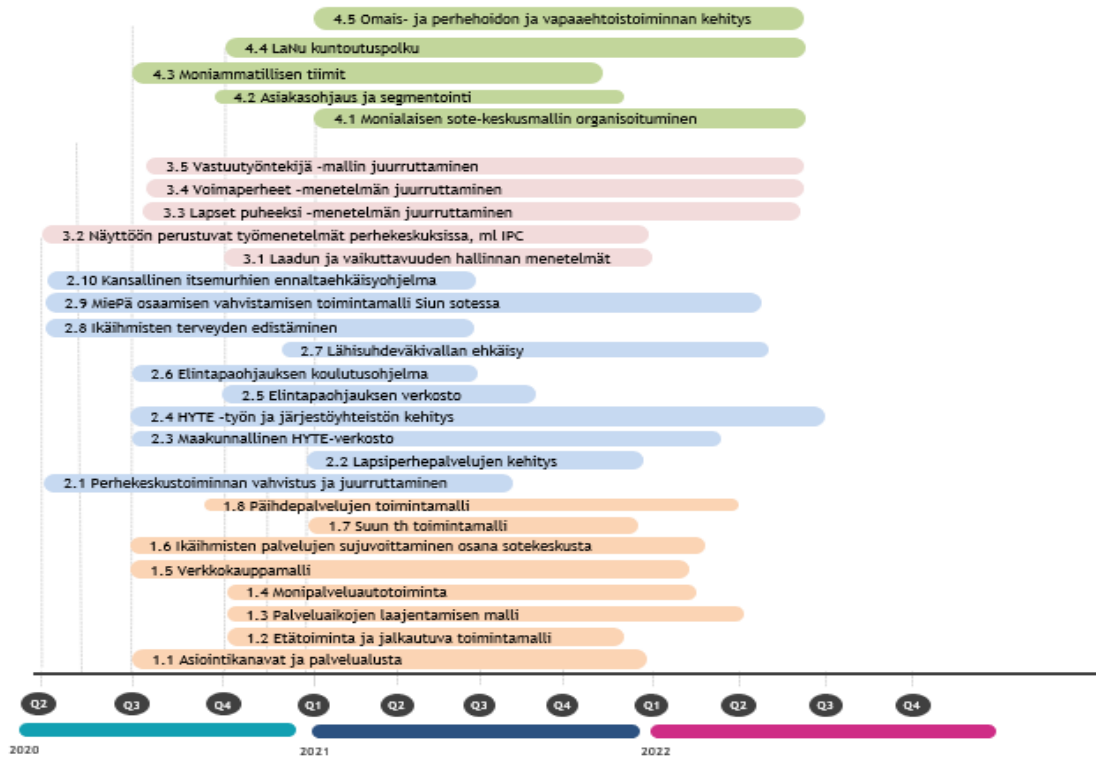 4.5 Omais- ja perhehoidon ja vapaaehtoistoiminnan kehitys
4.4 LaNu kuntoutuspolku
4.3 Moniammatillisen tiimit
4.2 Asiakasohjaus ja segmentointi
4.1 Monialaisen sote-keskusmallin organisoituminen
3.5 Vastuutyöntekijä -mallin juurruttaminen
3.4 Voimaperheet -menetelmän juurruttaminen
3.3 Lapset puheeksi -menetelmän juurruttaminen
3.2 Näyttöön perustuvat työmenetelmät perhekeskuksissa, ml IPC
3.1 Laadun ja vaikuttavuuden hallinnan menetelmät
2.10 Kansallinen itsemurhien ennaltaehkäisyohjelma
2.9 MiePä osaamisen vahvistamisen toimintamalli Siun sotessa
2.8 Ikäihmisten terveyden edistäminen
2.7 Lähisuhdeväkivallan ehkäisy
2.6 Elintapaohjauksen koulutusohjelma
2.5 Elintapaohjauksen verkosto
2.4 HYTE -työn ja järjestöyhteistön kehitys
2.3 Maakunnallinen HYTE-verkosto
2.2 Lapsiperhepalvelujen kehitys
2.1 Perhekeskustoiminnan vahvistus ja juurruttaminen
1.8 Päihdepalvelujen toimintamalli
1.7 Suun th toimintamalli
1.6 Ikäihmisten palvelujen sujuvoittaminen osana sotekeskusta
1.5 Verkkokauppamalli
1.4 Monipalveluautotoiminta
1.3 Palveluaikojen laajentamisen malli
1.2 Etätoiminta ja jalkautuva toimintamalli
1.1 Asiointikanavat ja palvelualusta
Q2 Q3 Q4 Q1 Q2 Q3 Q4 Q1 Q2 Q3 Q4
2020 2021 2022